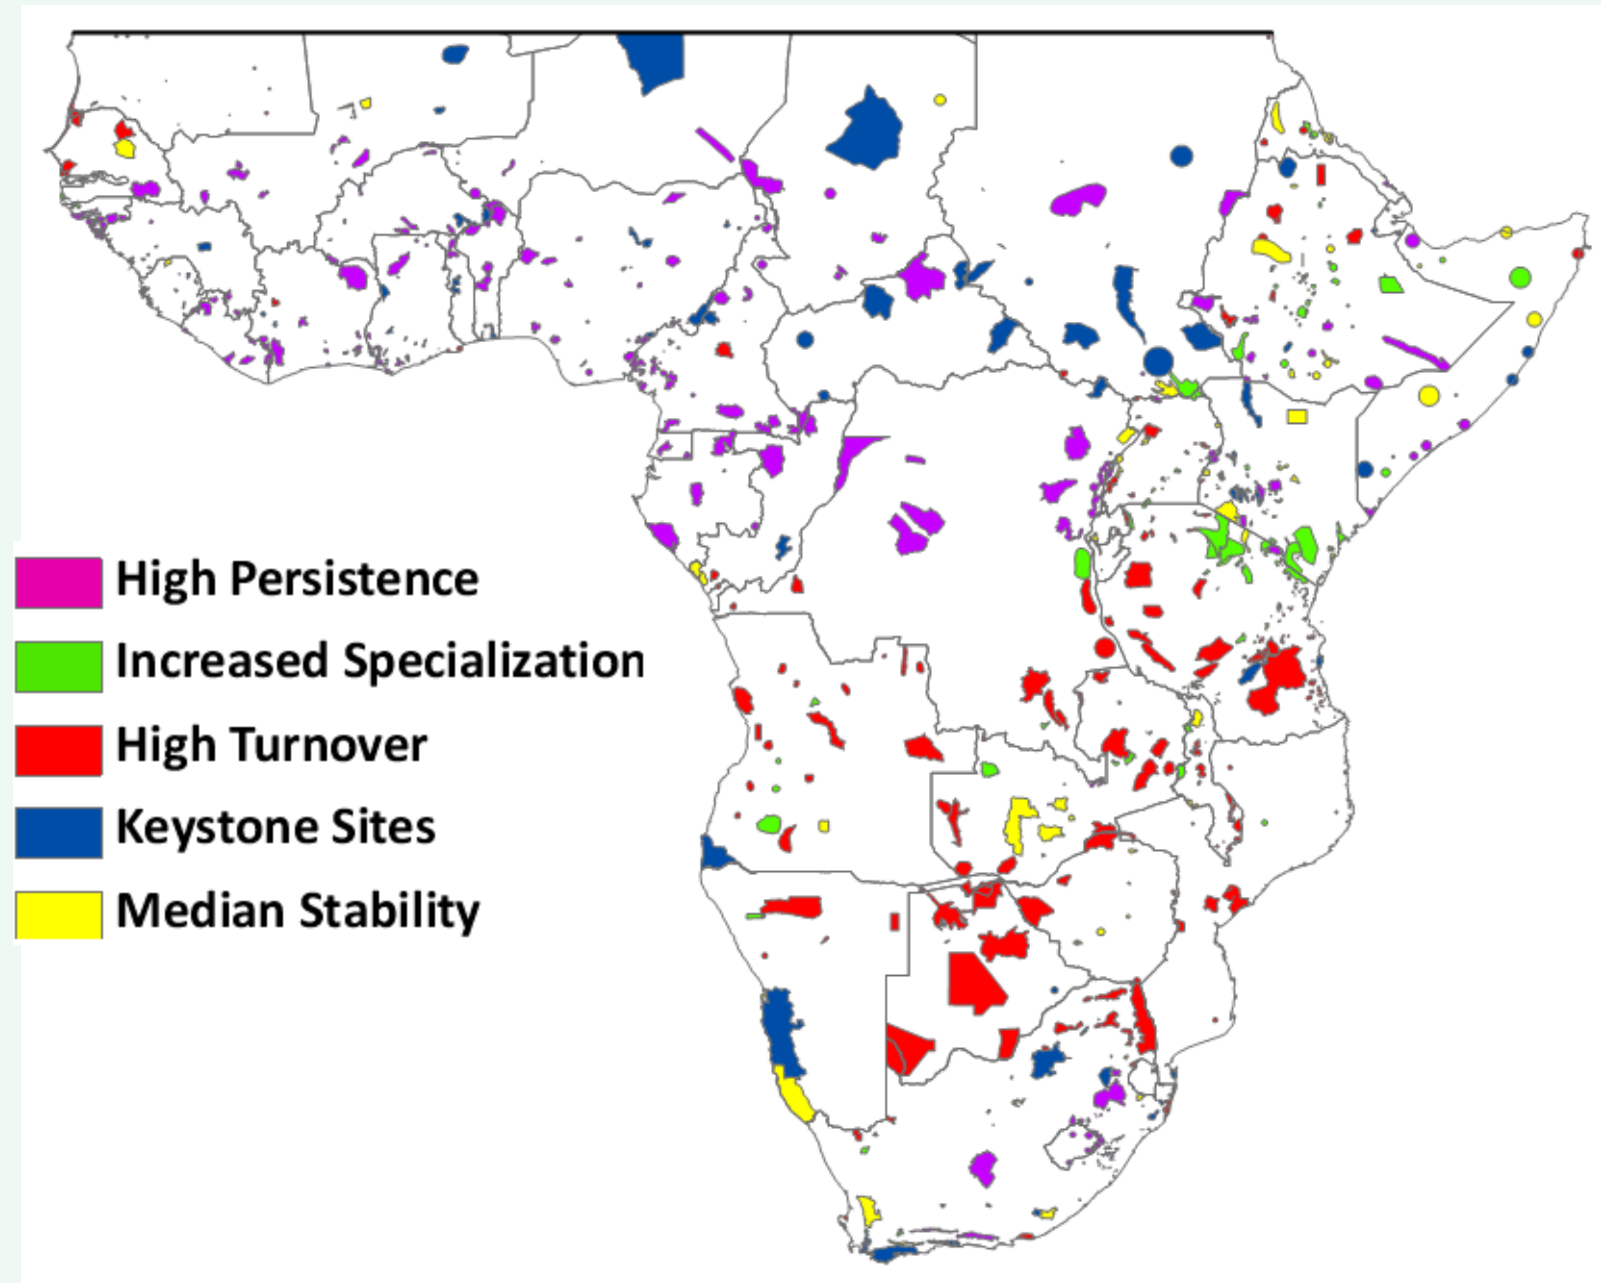 High Persistence
Increased Specialization
High Turnover
Keystone Sites
Median Stability